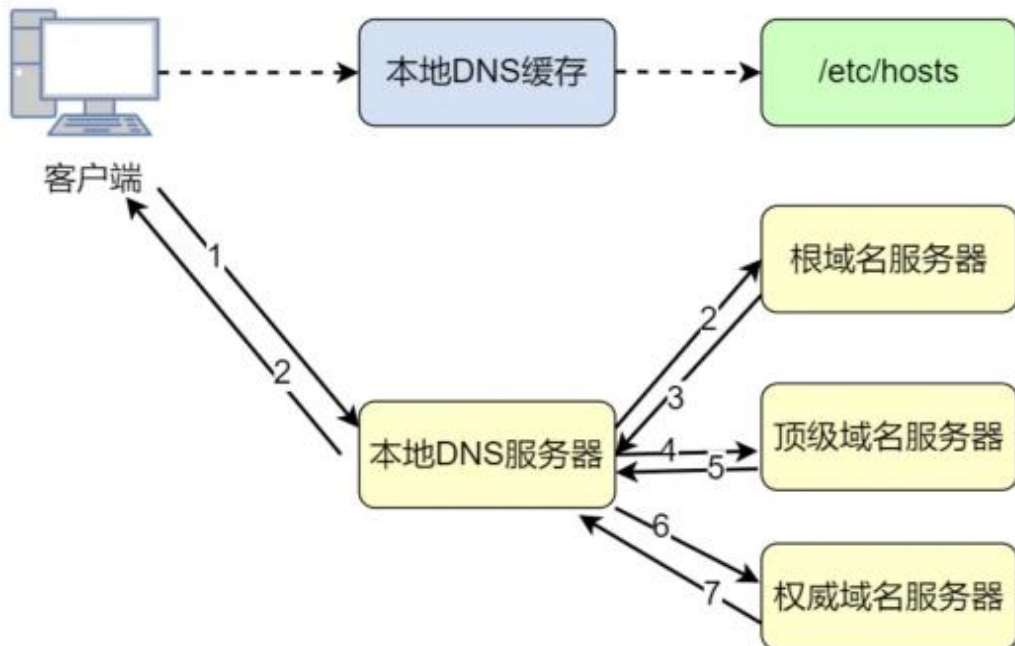 本地DNS缓存
/etc/hosts
客户端
1
2
根域名服务器
2
3
本地DNS服务器
4
5
顶级域名服务器
6
7
权威域名服务器